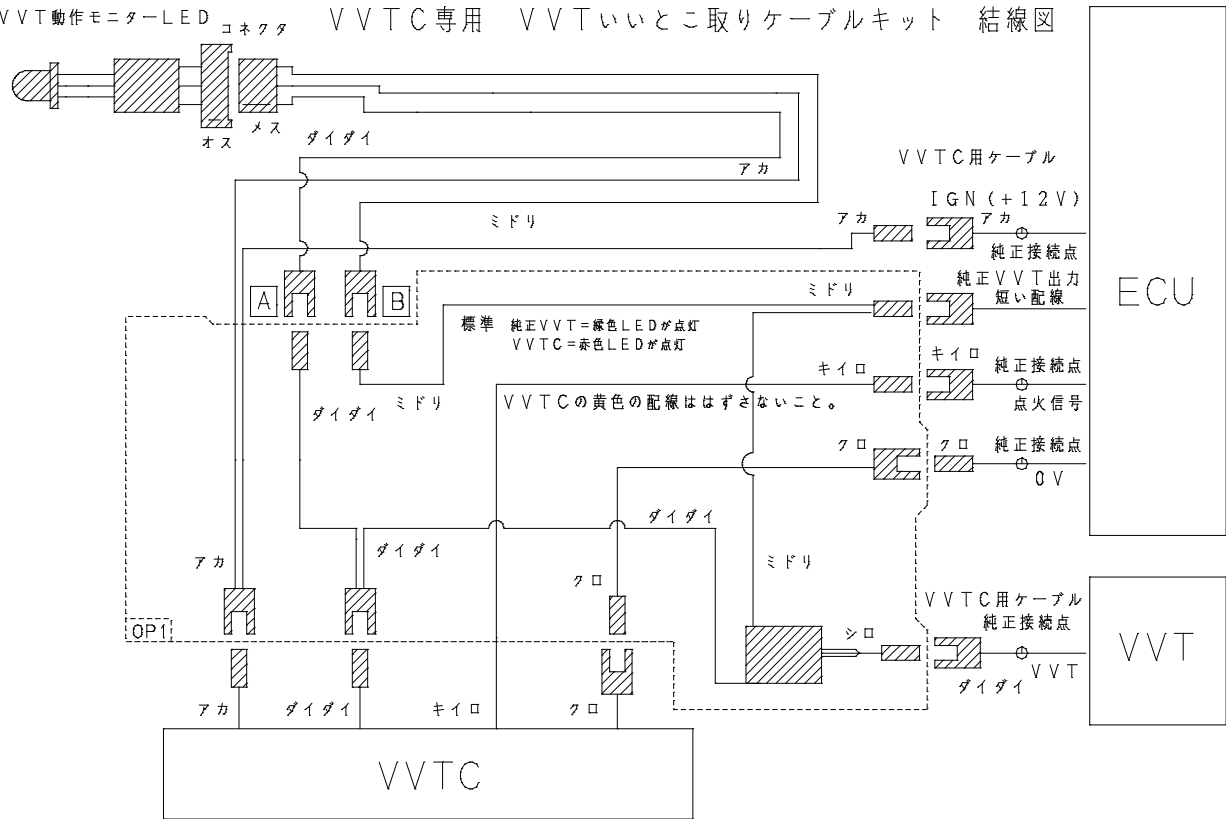 VVT動作モニターLED
VVTC専用 VVTいいとこ取りケーブルキット 結線図
コネクタ
オス
メス
ダイダイ
アカ
ミドリ
VVTC用ケーブル
IGN(+12V)
アカ
アカ
純正接続点
ECU
A
B
ミドリ
純正VVT出力
短い配線
標準 純正VVT=緑色LEDが点灯
VVTC=赤色LEDが点灯
キイロ
キイロ
純正接続点
点火信号
ミドリ
ダイダイ
VVTCの黄色の配線ははずさないこと。
クロ
クロ
純正接続点
0V
ダイダイ
アカ
ダイダイ
クロ
ミドリ
OP1
VVTC用ケーブル
純正接続点
シロ
ダイダイ
VVT
VVT
アカ
ダイダイ
キイロ
クロ
VVTC